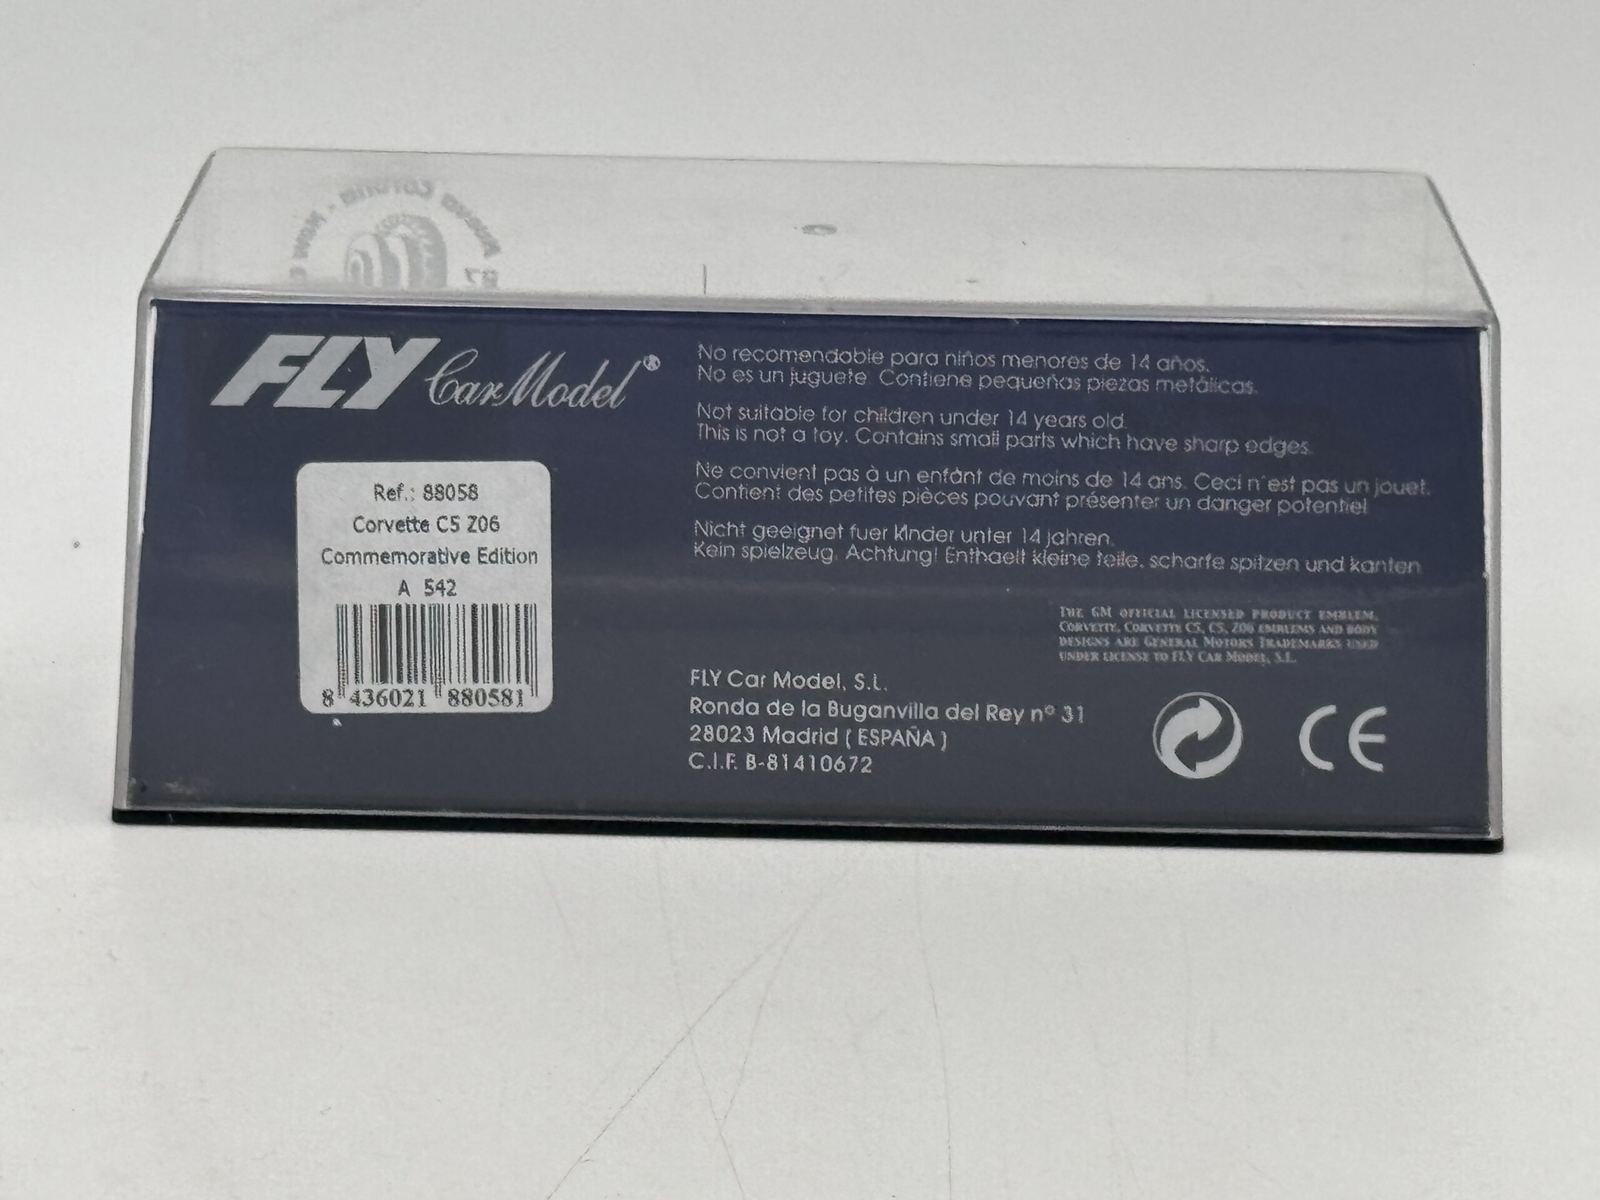 FLY Car Model ®
Ref.: 88058
Corvette C5 Z06
Commemorative Edition
A 542
8 436021 880581
No recomendable para niños menores de 14 años.
No es un juguete. Contiene pequeñas piezas metálicas.
Not suitable for children under 14 years old.
This is not a toy. Contains small parts which have sharp edges.
Ne convient pas à un enfánt de moins de 14 ans. Ceci n'est pas un jouet.
Contient des petites pièces pouvant présenter un danger potentiel
Nicht geeignet fuer Kinder unter 14 jahren.
Kein spielzeug. Achtung! Enthaelt kleine teile, scharfe spitzen und kanten
THE GM OFFICIAL LICENSED PRODUCT EMBLEM,
CORVETTE, CORVETTE C5, C5, Z06 EMBLEMS AND BODY
DESIGNS ARE GENERAL MOTORS TRADEMARKS USED
UNDER LICENSE TO FLY CAR MODEL, S.L.
FLY Car Model, S.L.
Ronda de la Buganvilla del Rey nº 31
28023 Madrid ( ESPAÑA )
C.I.F. B-81410672
CE